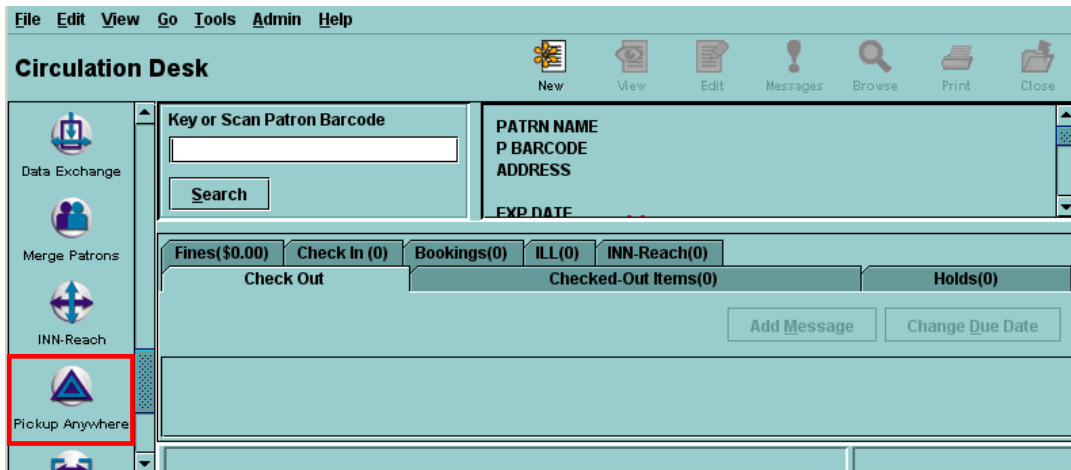 File Edit View Go Tools Admin Help
Circulation Desk
New View Edit Messages Browse Print Close
Data Exchange
Merge Patrons
INN-Reach
Pickup Anywhere
Key or Scan Patron Barcode
Search
PATRN NAME
P BARCODE
ADDRESS
EXP DATE
Fines($0.00) Check In (0) Bookings(0) ILL(0) INN-Reach(0)
Check Out Checked-Out Items(0) Holds(0)
Add Message Change Due Date